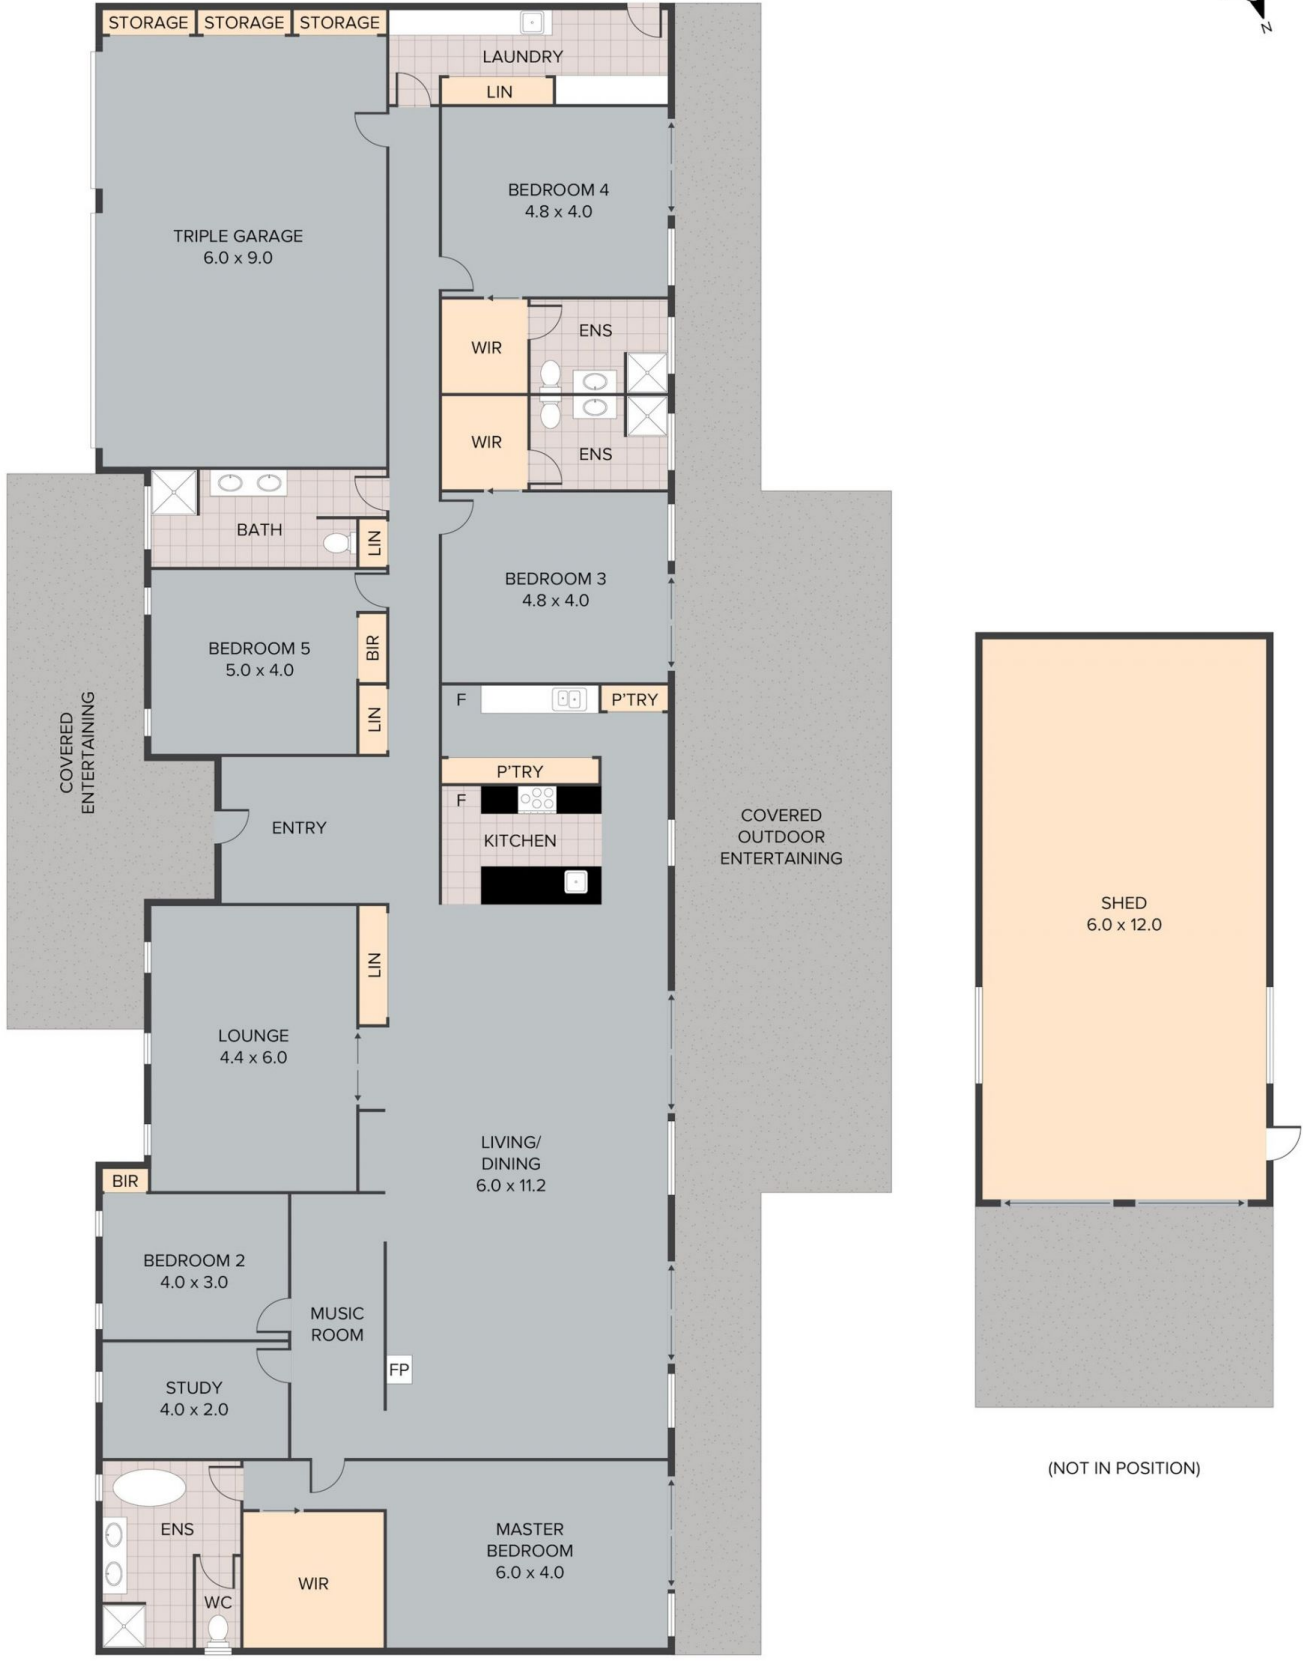 STORAGE STORAGE STORAGE
N
LAUNDRY
LIN
BEDROOM 4
4.8 x 4.0
TRIPLE GARAGE
6.0 x 9.0
ENS
WIR
WIR
ENS
BATH
LIN
BEDROOM 3
4.8 x 4.0
BEDROOM 5
5.0 x 4.0
BIR
LIN
F
P'TRY
COVERED
ENTERTAINING
P'TRY
F
KITCHEN
ENTRY
COVERED
OUTDOOR
ENTERTAINING
SHED
6.0 x 12.0
LIN
LOUNGE
4.4 x 6.0
LIVING/
DINING
6.0 x 11.2
BIR
BEDROOM 2
4.0 x 3.0
MUSIC
ROOM
FP
STUDY
4.0 x 2.0
(NOT IN POSITION)
ENS
MASTER
BEDROOM
6.0 x 4.0
WIR
WC